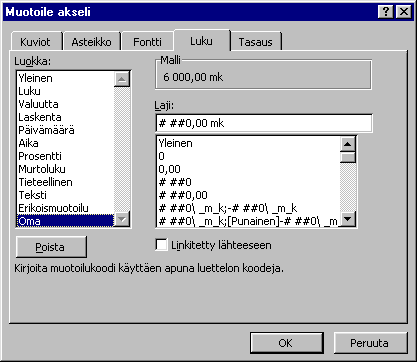 Muotoile akseli
Kuviot Asteikko Fontti Luku Tasaus
Luokka:
Yleinen
Luku
Valuutta
Laskenta
Päivämäärä
Aika
Prosentti
Murtoluku
Tieteellinen
Teksti
Erikoismuotoilu
Oma
Malli
6 000,00 mk
Laji:
# ##0,00 mk
Yleinen
0
0,00
# ##0
# ##0,00
# ##0\ _m_k;-# ##0\ _m_k
# ##0\ _m_k;[Punainen]-# ##0\ _m
Poista
Linkitetty lähteeseen
Kirjoita muotoilukoodi käyttäen apuna luettelon koodeja.
OK Peruuta